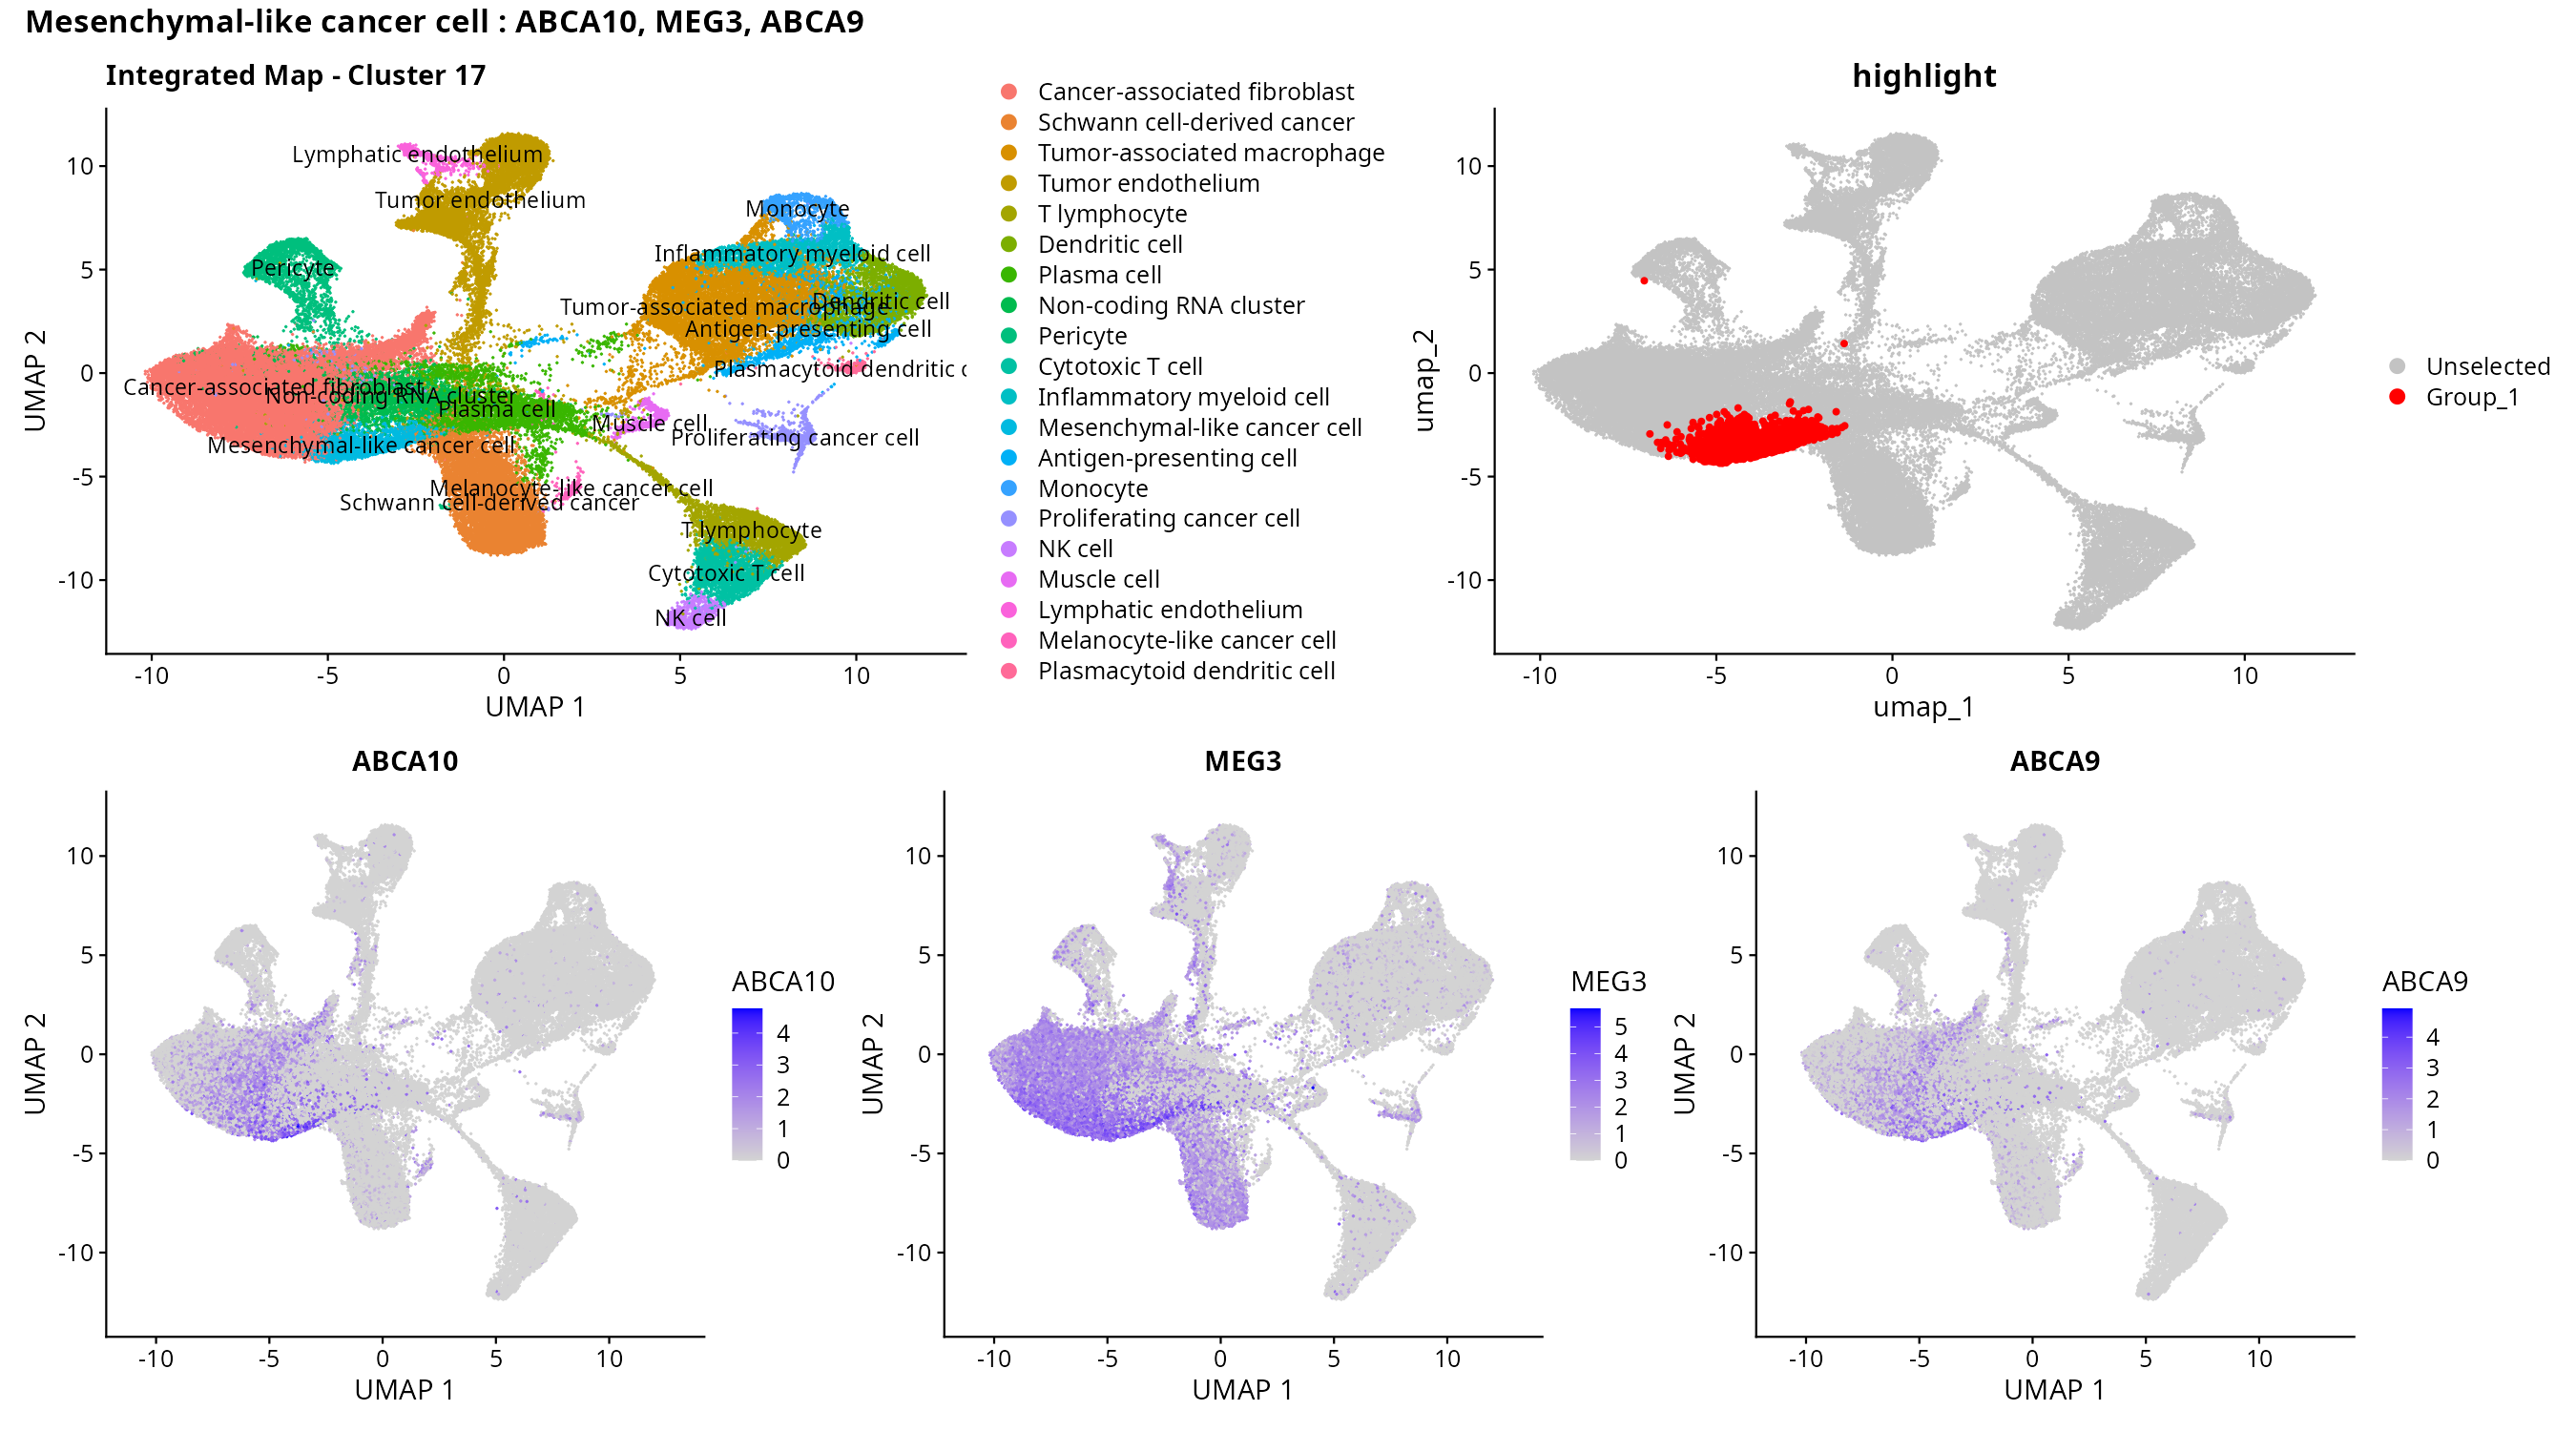 Mesenchymal-like cancer cell : ABCA10, MEG3, ABCA9
Integrated Map - Cluster 17
UMAP 2
10
5
0
-5
-10
Lymphatic endothelium
Tumor endothelium
Monocyte
Inflammatory myeloid cell
Pericyte
Dendritic cell
Tumor-associated macrophage
Antigen-presenting cell
Plasmacytoid dendritic c
Cancer-associated fibroblast
Non-coding RNA cluster
Plasma cell
Muscle cell
Proliferating cancer cell
Mesenchymal-like cancer cell
Melanocyte-like cancer cell
Schwann cell-derived cancer
T lymphocyte
Cytotoxic T cell
NK cell
-10 -5 0 5 10
UMAP 1
Cancer-associated fibroblast
Schwann cell-derived cancer
Tumor-associated macrophage
Tumor endothelium
T lymphocyte
Dendritic cell
Plasma cell
Non-coding RNA cluster
Pericyte
Cytotoxic T cell
Inflammatory myeloid cell
Mesenchymal-like cancer cell
Antigen-presenting cell
Monocyte
Proliferating cancer cell
NK cell
Muscle cell
Lymphatic endothelium
Melanocyte-like cancer cell
Plasmacytoid dendritic cell
highlight
umap_2
10
5
0
-5
-10
-10 -5 0 5 10
umap_1
Unselected
Group_1
ABCA10
UMAP 2
10
5
0
-5
-10
-10 -5 0 5 10
UMAP 1
ABCA10
4
3
2
1
0
MEG3
UMAP 2
10
5
0
-5
-10
-10 -5 0 5 10
UMAP 1
MEG3
5
4
3
2
1
0
ABCA9
UMAP 2
10
5
0
-5
-10
-10 -5 0 5 10
UMAP 1
ABCA9
4
3
2
1
0